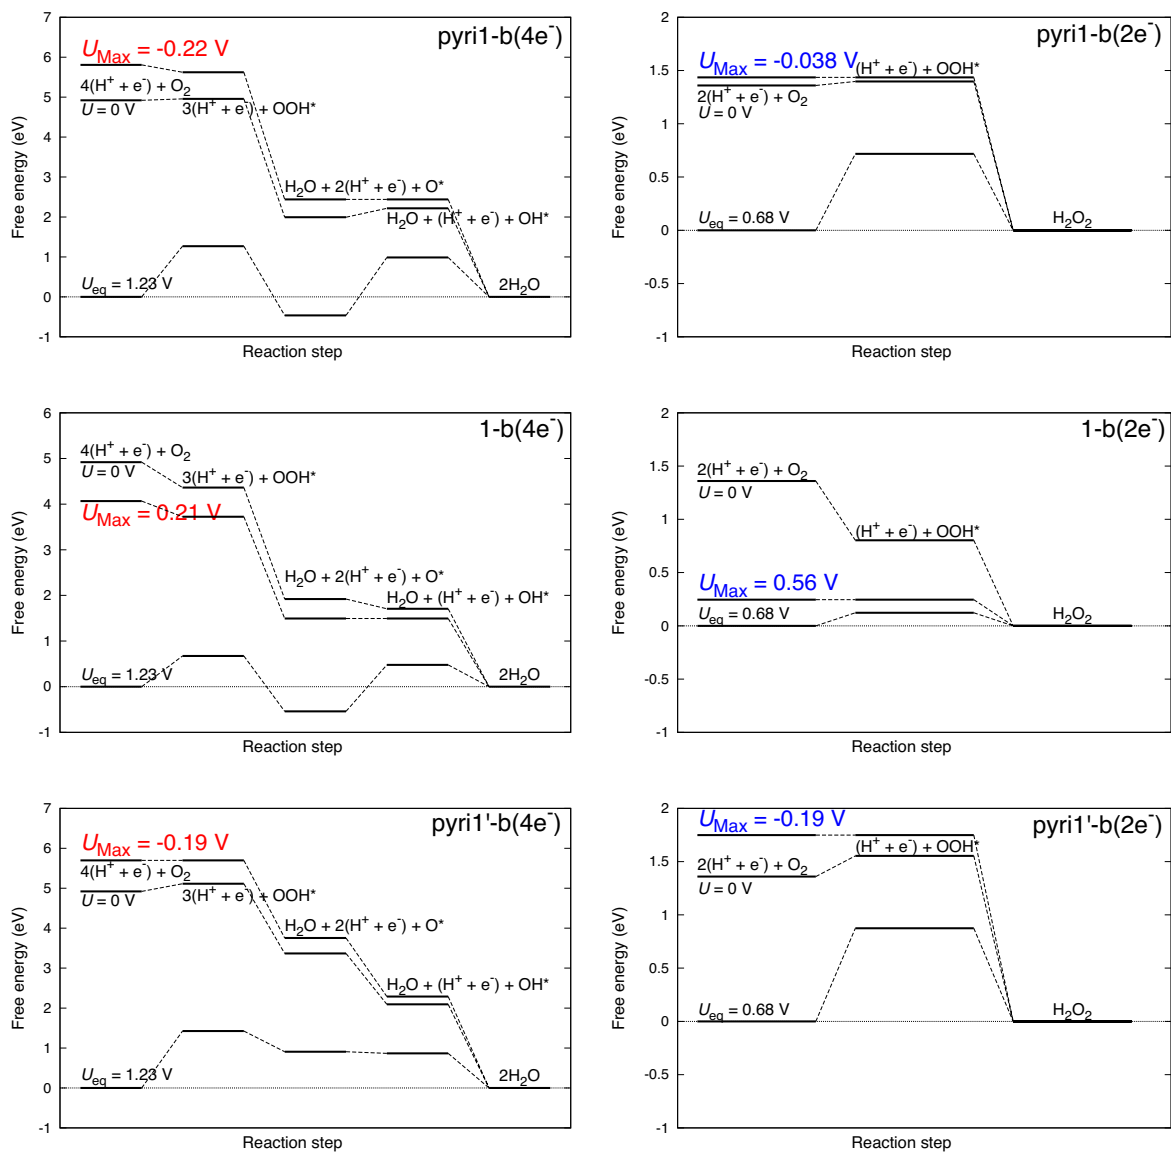 pyri1-b(4e⁻)
U_Max = -0.22 V
4(H⁺ + e⁻) + O₂
U = 0 V
3(H⁺ + e⁻) + OOH*
H₂O + 2(H⁺ + e⁻) + O*
H₂O + (H⁺ + e⁻) + OH*
U_eq = 1.23 V
2H₂O
Free energy (eV)
7
6
5
4
3
2
1
0
-1
Reaction step
pyri1-b(2e⁻)
U_Max = -0.038 V
(H⁺ + e⁻) + OOH*
2(H⁺ + e⁻) + O₂
U = 0 V
U_eq = 0.68 V
H₂O₂
Free energy (eV)
2
1.5
1
0.5
0
-0.5
-1
Reaction step
1-b(4e⁻)
4(H⁺ + e⁻) + O₂
U = 0 V
3(H⁺ + e⁻) + OOH*
U_Max = 0.21 V
H₂O + 2(H⁺ + e⁻) + O*
H₂O + (H⁺ + e⁻) + OH*
U_eq = 1.23 V
2H₂O
Free energy (eV)
6
5
4
3
2
1
0
-1
Reaction step
1-b(2e⁻)
2(H⁺ + e⁻) + O₂
U = 0 V
(H⁺ + e⁻) + OOH*
U_Max = 0.56 V
U_eq = 0.68 V
H₂O₂
Free energy (eV)
2
1.5
1
0.5
0
-0.5
-1
Reaction step
pyri1'-b(4e⁻)
U_Max = -0.19 V
4(H⁺ + e⁻) + O₂
U = 0 V
3(H⁺ + e⁻) + OOH*
H₂O + 2(H⁺ + e⁻) + O*
H₂O + (H⁺ + e⁻) + OH*
U_eq = 1.23 V
2H₂O
Free energy (eV)
7
6
5
4
3
2
1
0
-1
Reaction step
pyri1'-b(2e⁻)
U_Max = -0.19 V
(H⁺ + e⁻) + OOH*
2(H⁺ + e⁻) + O₂
U = 0 V
U_eq = 0.68 V
H₂O₂
Free energy (eV)
2
1.5
1
0.5
0
-0.5
-1
Reaction step